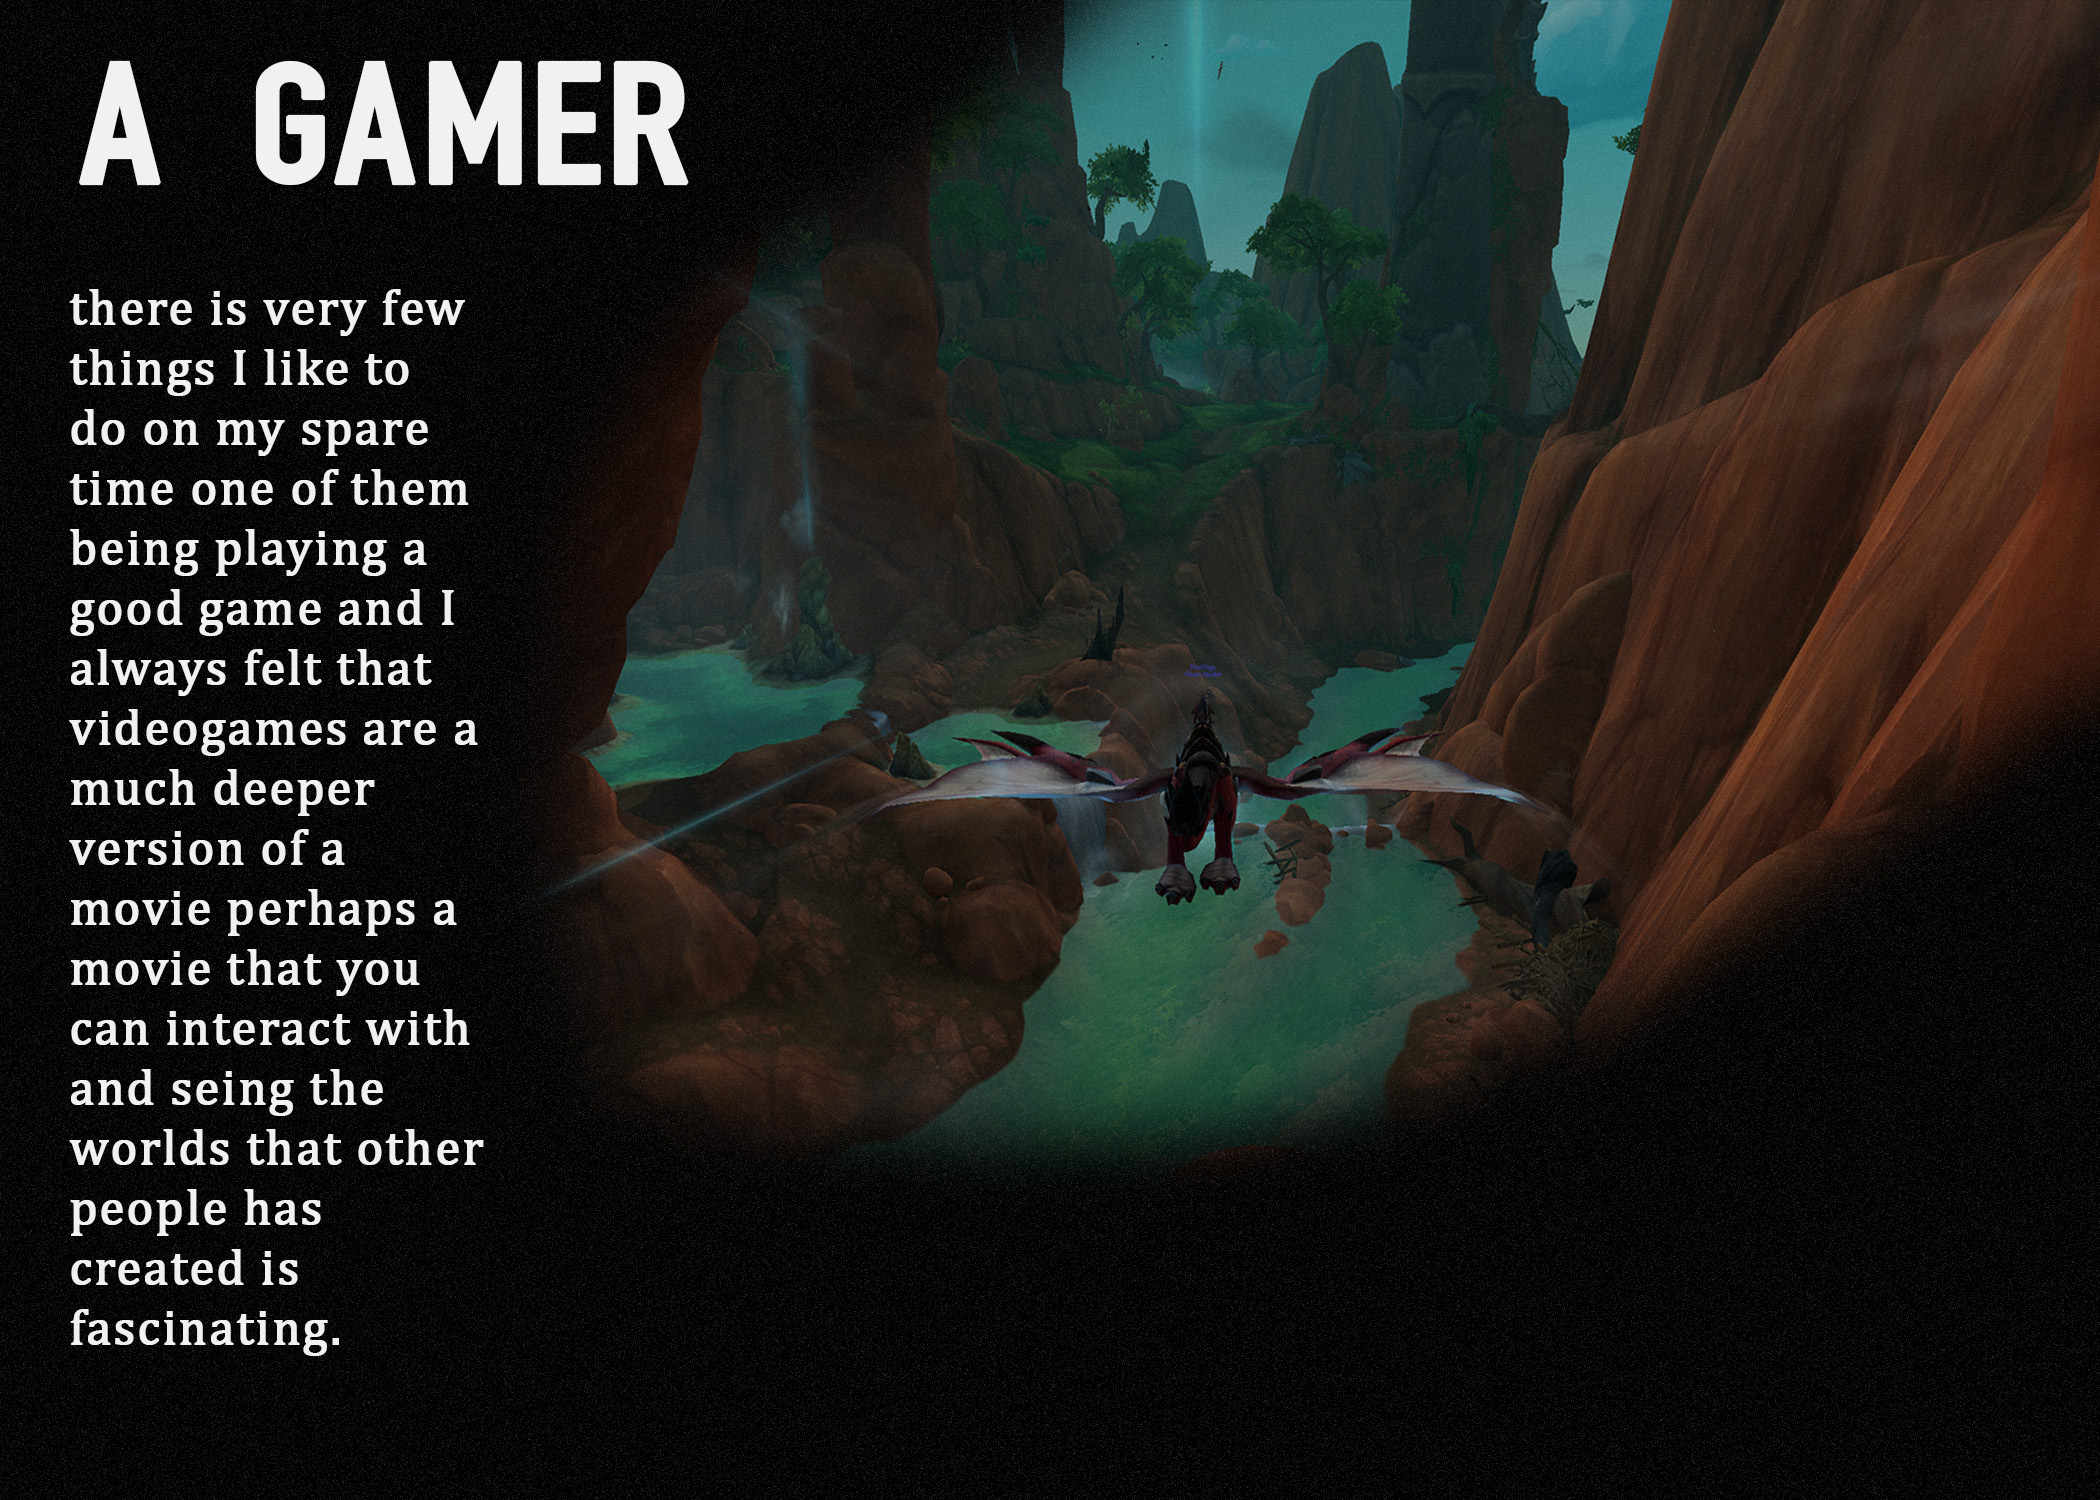 A GAMER
there is very few
things I like to
do on my spare
time one of them
being playing a
good game and I
always felt that
videogames are a
much deeper
version of a
movie perhaps a
movie that you
can interact with
and seing the
worlds that other
people has
created is
fascinating.